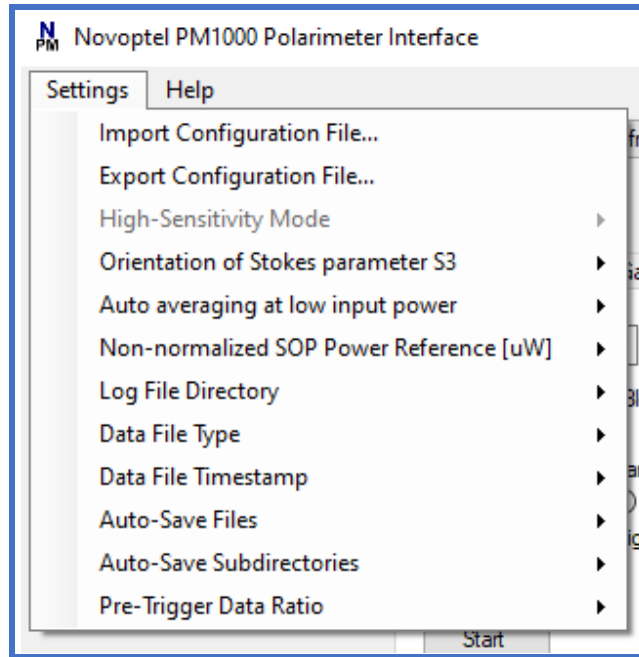 N
PM
Novoptel PM1000 Polarimeter Interface
Settings Help
Import Configuration File...
Export Configuration File...
High-Sensitivity Mode
Orientation of Stokes parameter S3
Auto averaging at low input power
Non-normalized SOP Power Reference [uW]
Log File Directory
Data File Type
Data File Timestamp
Auto-Save Files
Auto-Save Subdirectories
Pre-Trigger Data Ratio
Start